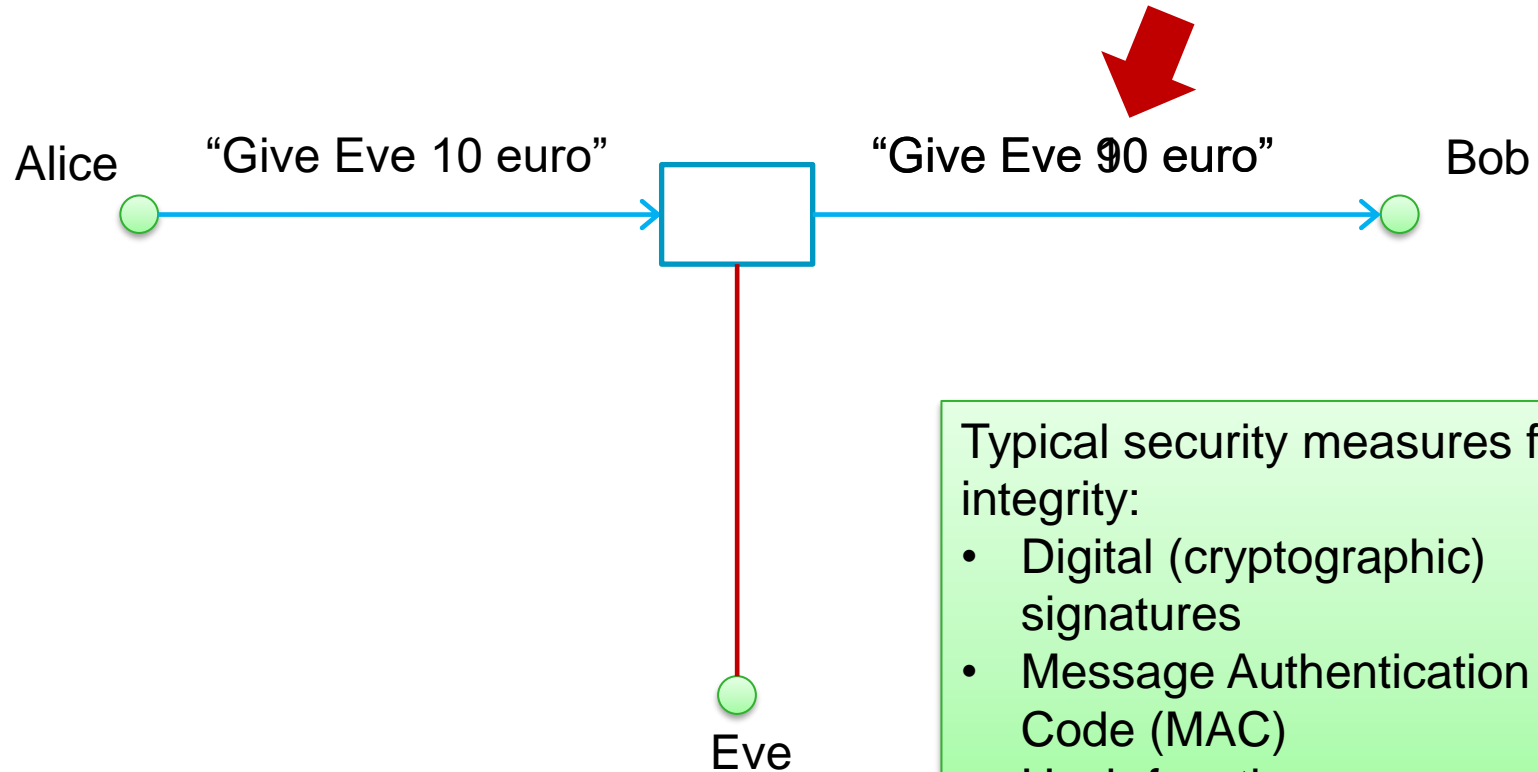 Alice
“Give Eve 10 euro”
“Give Eve 90 euro”
Bob
Eve
Typical security measures
integrity:
• Digital (cryptographic)
signatures
• Message Authentication
Code (MAC)